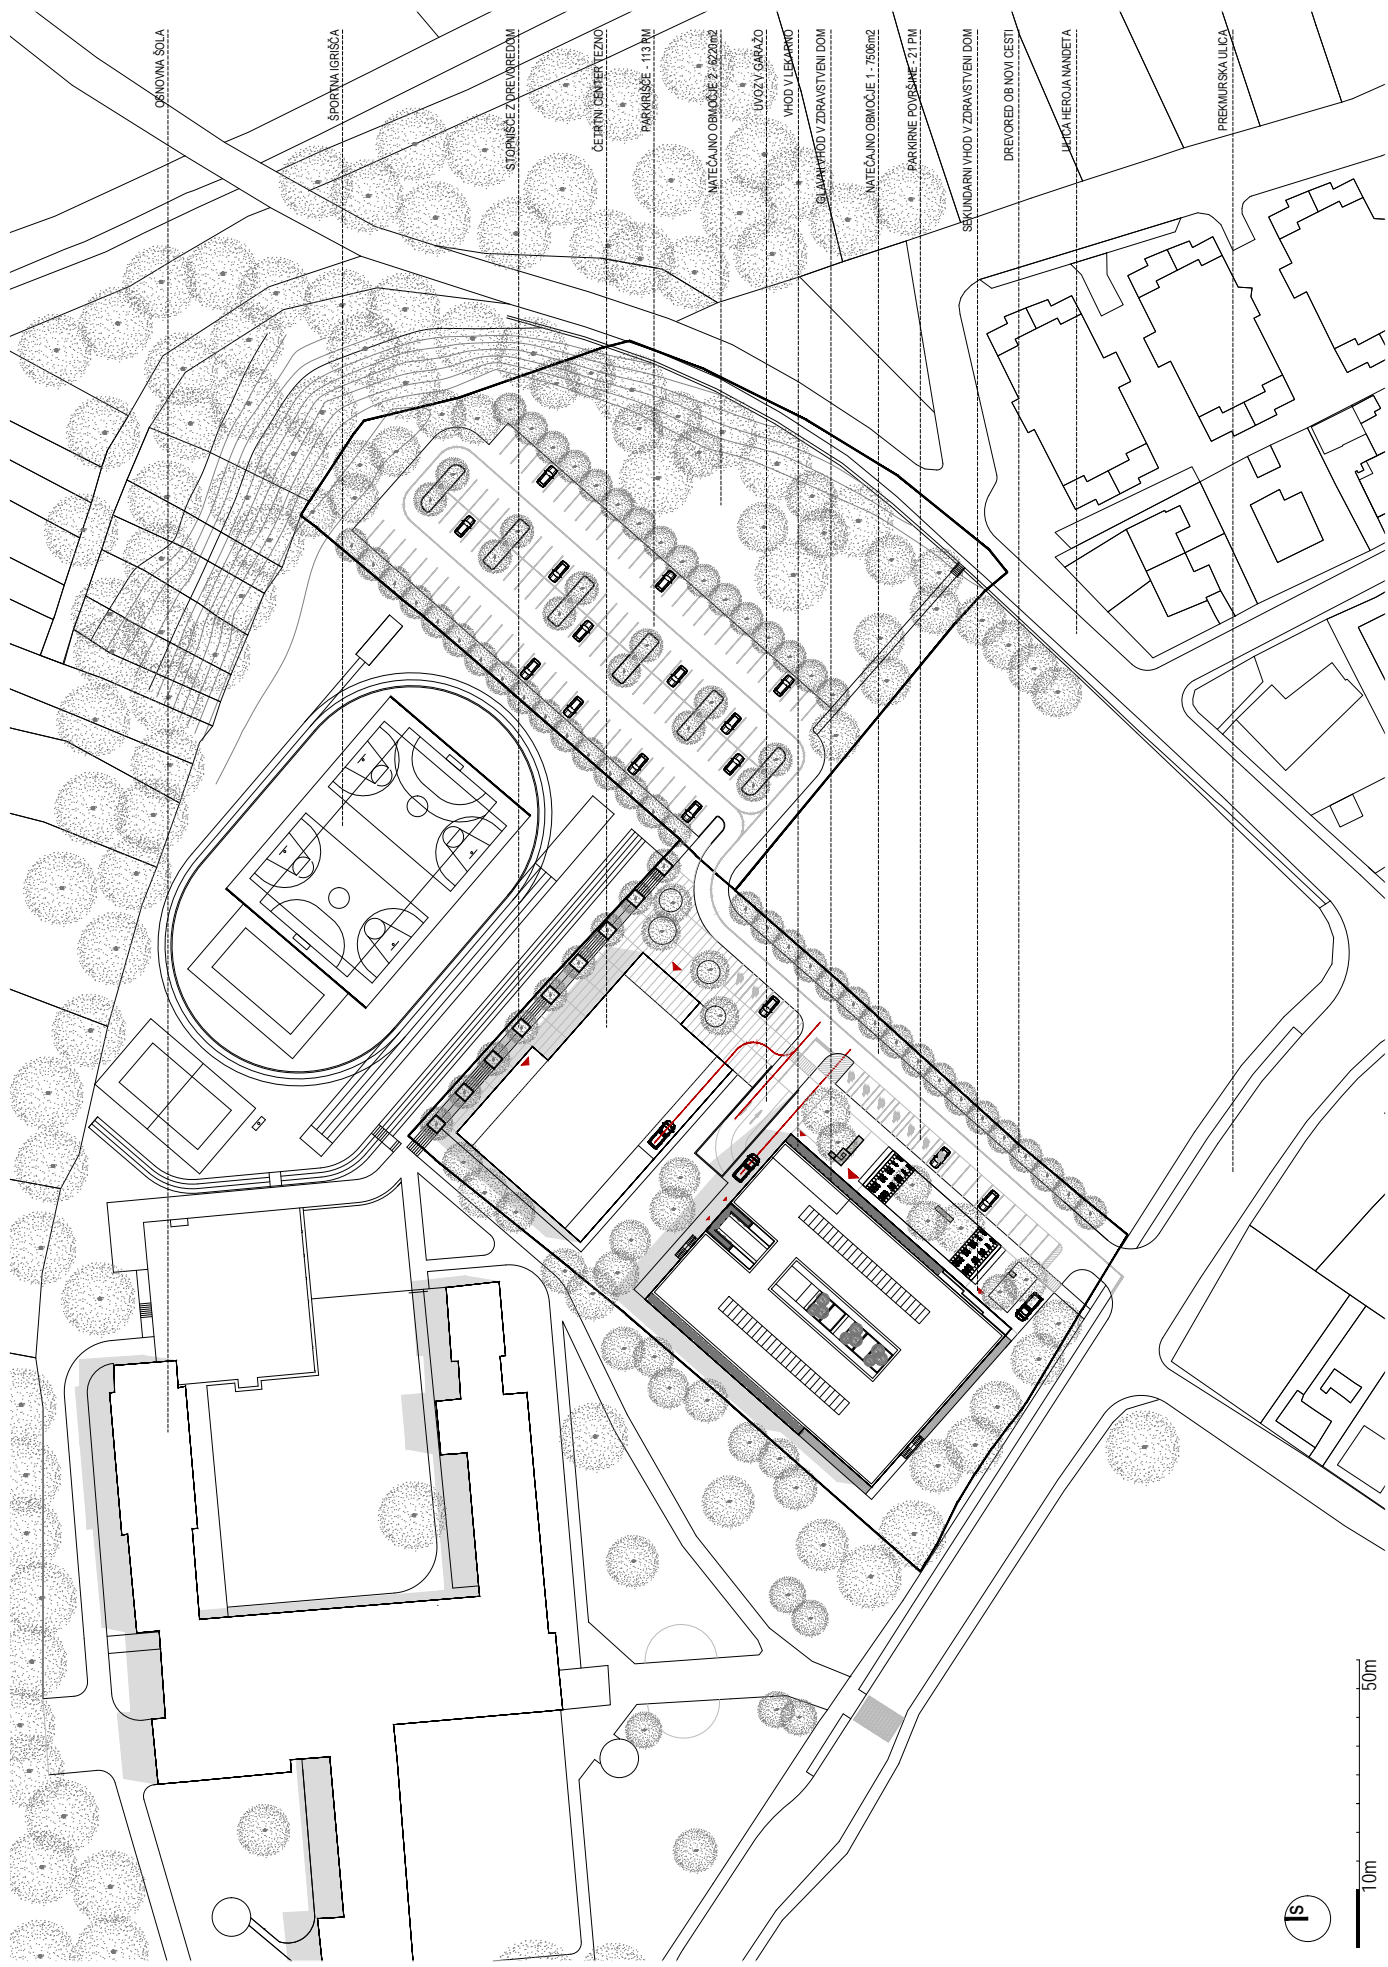 OSNOVNA ŠOLA
ŠPORTNA IGRIŠČA
STOPNIŠČE Z DREVOREDOM
ČETRTNI CENTER TEZNO
PARKIRIŠČE - 113 PM
NATEČAJNO OBMOČJE 2 - 6220m2
UVOZ V GARAŽO
VHOD V LEKARNO
GLAVNI VHOD V ZDRAVSTVENI DOM
NATEČAJNO OBMOČJE 1 - 7506m2
PARKIRNE POVRŠINE - 21 PM
SEKUNDARNI VHOD V ZDRAVSTVENI DOM
DREVORED OB NOVI CESTI
ULICA HEROJA NANDETA
PREKMURSKA ULICA
S
10m
50m